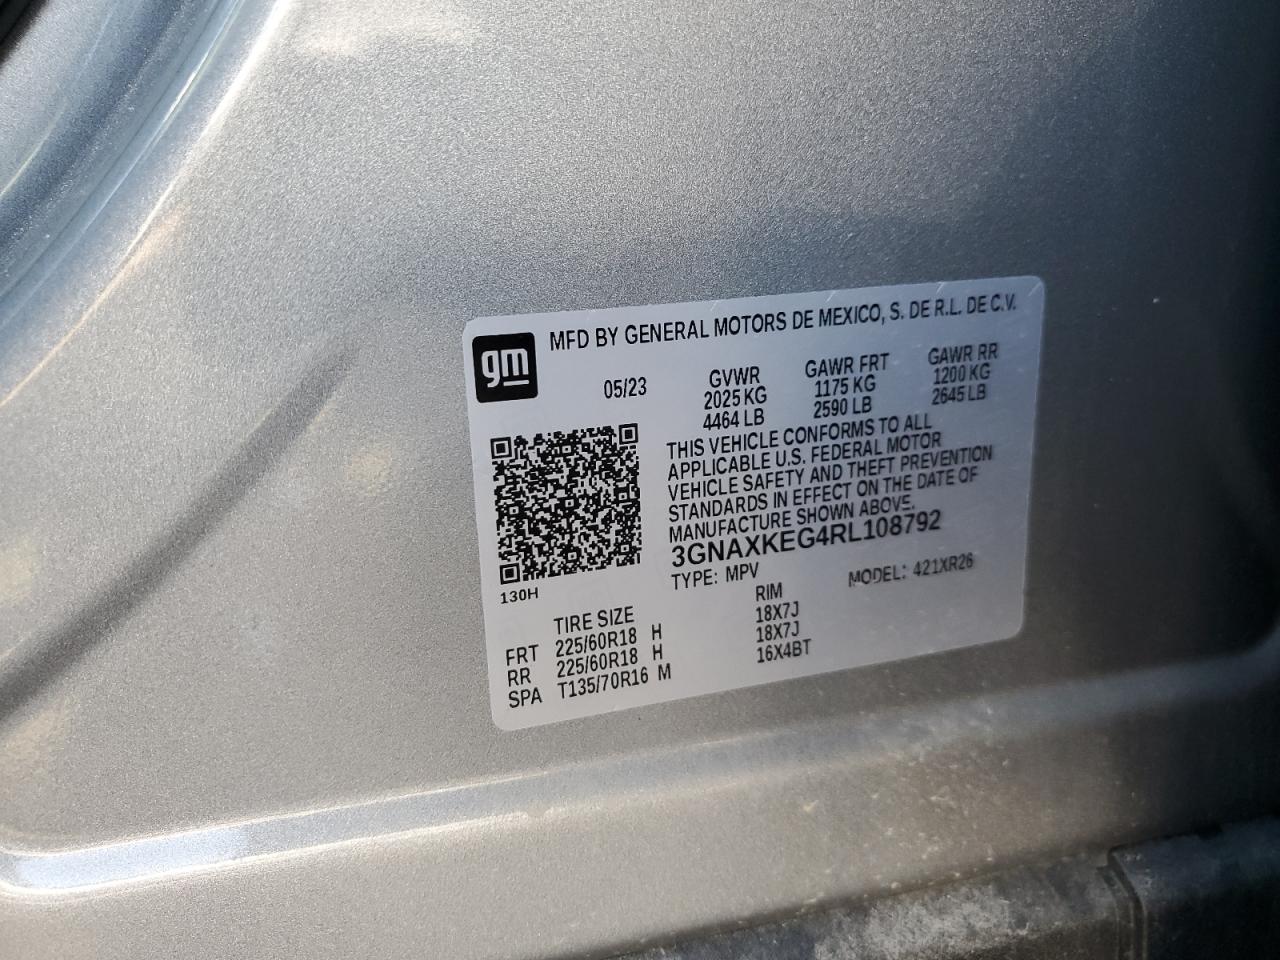 gm
MFD BY GENERAL MOTORS DE MEXICO, S. DE R.L. DE C.V.
05/23
GVWR
2025 KG
4464 LB
GAWR FRT
1175 KG
2590 LB
GAWR RR
1200 KG
2645 LB
THIS VEHICLE CONFORMS TO ALL
APPLICABLE U.S. FEDERAL MOTOR
VEHICLE SAFETY AND THEFT PREVENTION
STANDARDS IN EFFECT ON THE DATE OF
MANUFACTURE SHOWN ABOVE.
3GNAXKEG4RL108792
TYPE: MPV MODEL: 421XR26
130H
TIRE SIZE RIM
FRT 225/60R18 H 18X7J
RR 225/60R18 H 18X7J
SPA T135/70R16 M 16X4BT